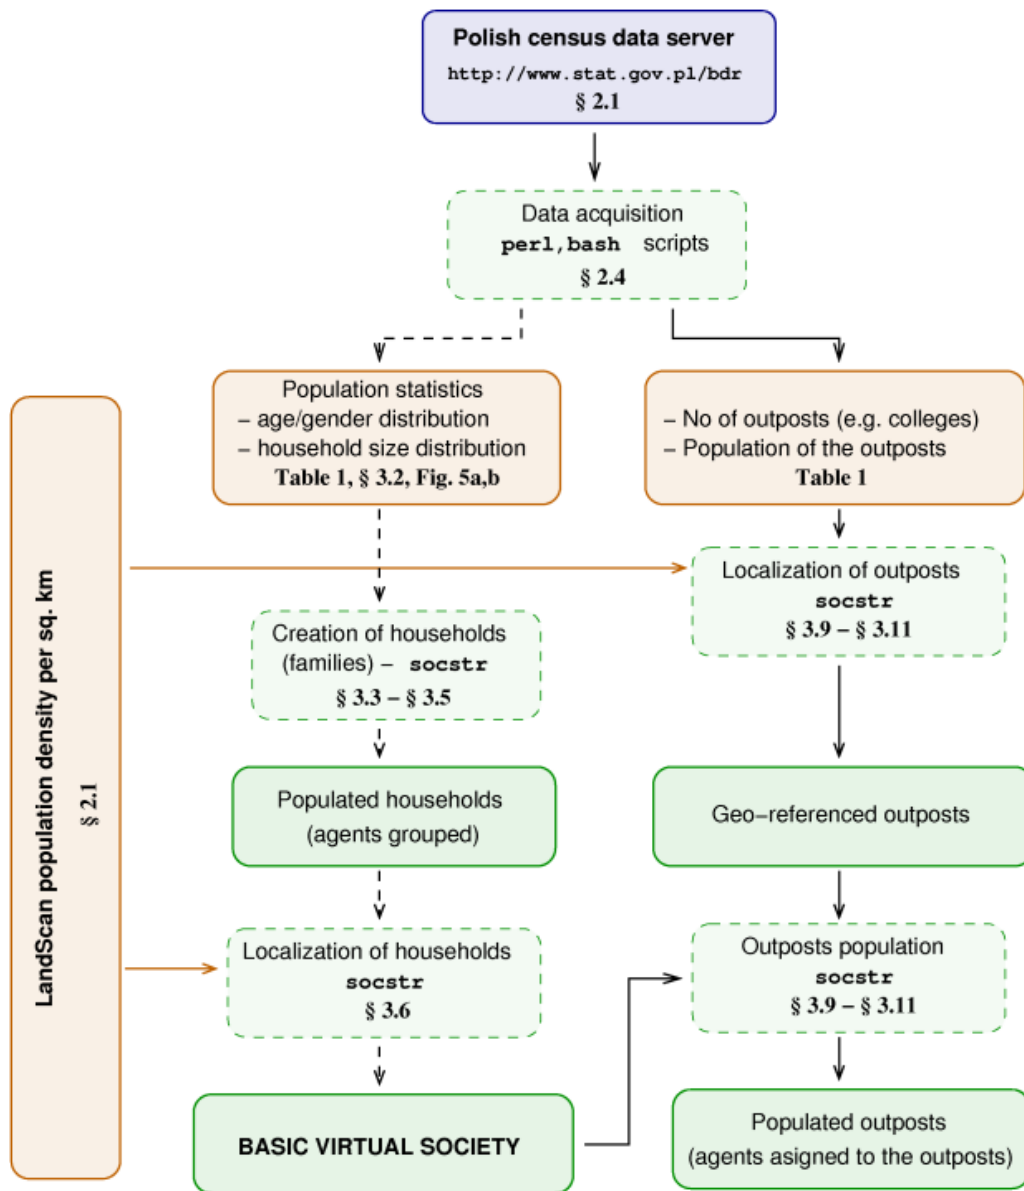 Polish census data server
http://www.stat.gov.pl/bdr
§ 2.1
Data acquisition
perl,bash scripts
§ 2.4
Population statistics
– age/gender distribution
– household size distribution
Table 1, § 3.2, Fig. 5a,b
– No of outposts (e.g. colleges)
– Population of the outposts
Table 1
LandScan population density per sq. km
§ 2.1
Localization of outposts
socstr
§ 3.9 – § 3.11
Creation of households
(families) – socstr
§ 3.3 – § 3.5
Populated households
(agents grouped)
Geo–referenced outposts
Localization of households
socstr
§ 3.6
Outposts population
socstr
§ 3.9 – § 3.11
BASIC VIRTUAL SOCIETY
Populated outposts
(agents asigned to the outposts)